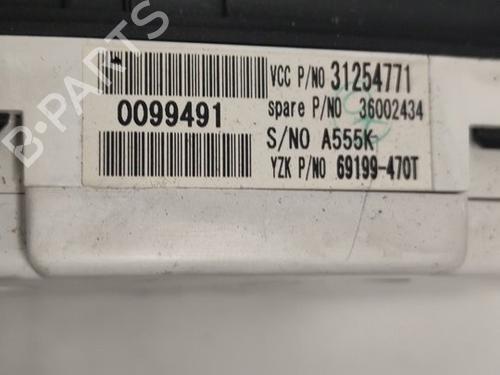 VCC P/NO 31254771
0099491
spare P/NO 36002434
S/NO A555K
YZK P/NO 69199-470T
B-PARTS